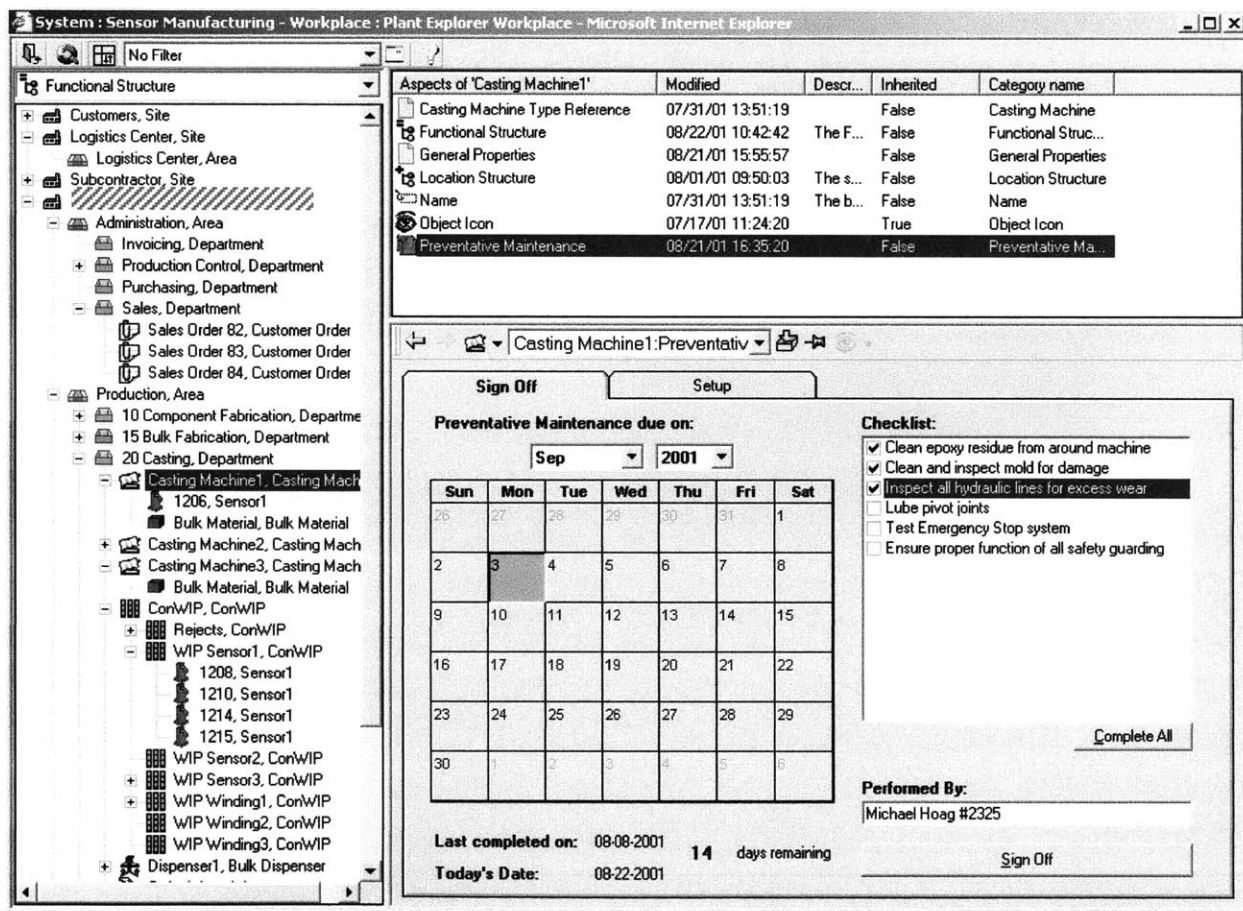 System : Sensor Manufacturing - Workplace : Plant Explorer Workplace - Microsoft Internet Explorer
No Filter
Functional Structure
Customers, Site
Logistics Center, Site
Logistics Center, Area
Subcontractor, Site
Administration, Area
Invoicing, Department
Production Control, Department
Purchasing, Department
Sales, Department
Sales Order 82, Customer Order
Sales Order 83, Customer Order
Sales Order 84, Customer Order
Production, Area
10 Component Fabrication, Departme
15 Bulk Fabrication, Department
20 Casting, Department
Casting Machine1, Casting Mach
1206, Sensor1
Bulk Material, Bulk Material
Casting Machine2, Casting Mach
Casting Machine3, Casting Mach
Bulk Material, Bulk Material
ConWIP, ConWIP
Rejects, ConWIP
WIP Sensor1, ConWIP
1208, Sensor1
1210, Sensor1
1214, Sensor1
1215, Sensor1
WIP Sensor2, ConWIP
WIP Sensor3, ConWIP
WIP Winding1, ConWIP
WIP Winding2, ConWIP
WIP Winding3, ConWIP
Dispenser1, Bulk Dispenser
Aspects of 'Casting Machine1' Modified Descr... Inherited Category name
Casting Machine Type Reference 07/31/01 13:51:19 False Casting Machine
Functional Structure 08/22/01 10:42:42 The F... False Functional Struc...
General Properties 08/21/01 15:55:57 False General Properties
Location Structure 08/01/01 09:50:03 The s... False Location Structure
Name 07/31/01 13:51:19 The b... False Name
Object Icon 07/17/01 11:24:20 True Object Icon
Preventative Maintenance 08/21/01 16:35:20 False Preventative Ma...
Casting Machine1:Preventativ
Sign Off Setup
Preventative Maintenance due on:
Sep 2001
Sun Mon Tue Wed Thu Fri Sat
26 27 28 29 30 31 1
2 3 4 5 6 7 8
9 10 11 12 13 14 15
16 17 18 19 20 21 22
23 24 25 26 27 28 29
30 1 2 3 4 5 6
Last completed on: 08-08-2001
14 days remaining
Today's Date: 08-22-2001
Checklist:
Clean epoxy residue from around machine
Clean and inspect mold for damage
Inspect all hydraulic lines for excess wear
Lube pivot joints
Test Emergency Stop system
Ensure proper function of all safety guarding
Complete All
Performed By:
Michael Hoag #2325
Sign Off